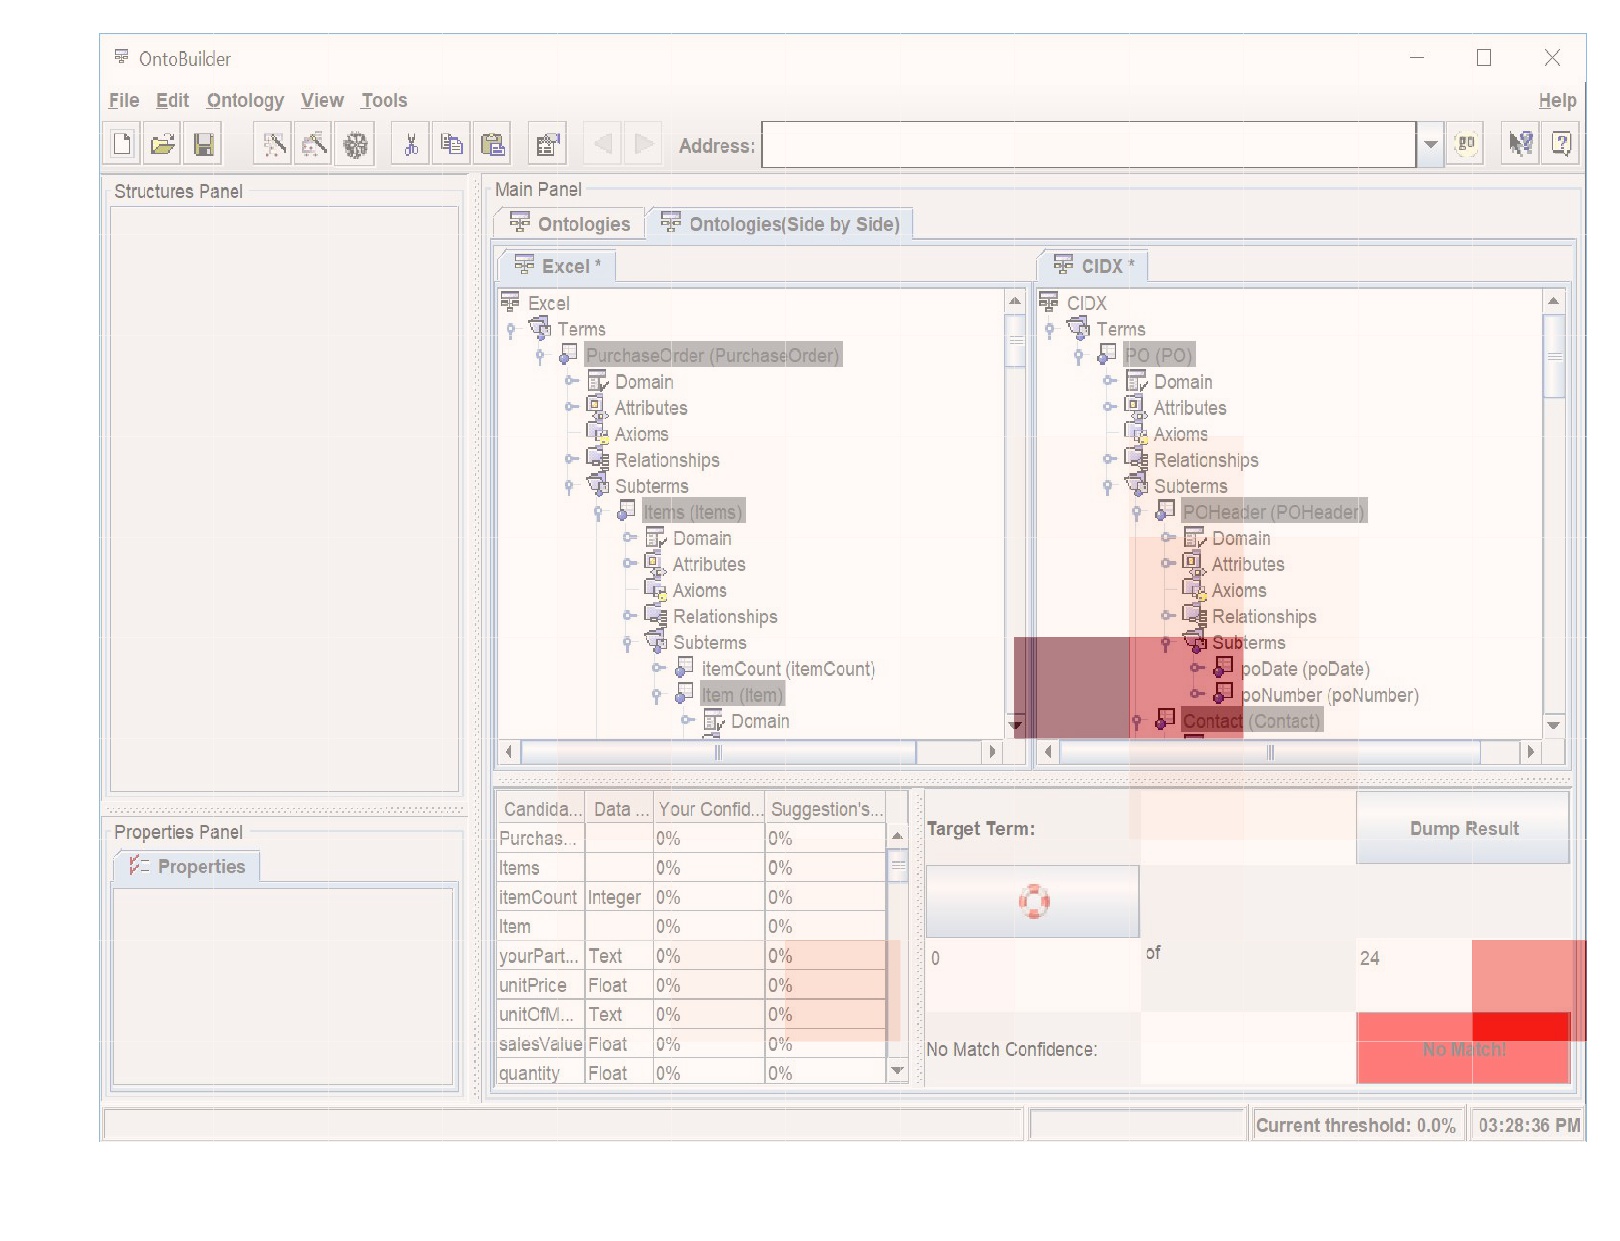 OntoBuilder
File Edit Ontology View Tools Help
Address: go
Structures Panel
Main Panel
Ontologies Ontologies(Side by Side)
Excel * CIDX *
Excel
Terms
PurchaseOrder (PurchaseOrder)
Domain
Attributes
Axioms
Relationships
Subterms
Items (Items)
Domain
Attributes
Axioms
Relationships
Subterms
itemCount (itemCount)
Item (Item)
Domain
CIDX
Terms
PO (PO)
Domain
Attributes
Axioms
Relationships
Subterms
POHeader (POHeader)
Domain
Attributes
Axioms
Relationships
Subterms
poDate (poDate)
poNumber (poNumber)
Contact (Contact)
Properties Panel
Properties
Candida... Data ... Your Confid... Suggestion's...
Purchas... 0% 0%
Items 0% 0%
itemCount Integer 0% 0%
Item 0% 0%
yourPart... Text 0% 0%
unitPrice Float 0% 0%
unitOfM... Text 0% 0%
salesValue Float 0% 0%
quantity Float 0% 0%
Target Term: Dump Result
0 of 24
No Match Confidence: No Match!
Current threshold: 0.0% 03:28:36 PM